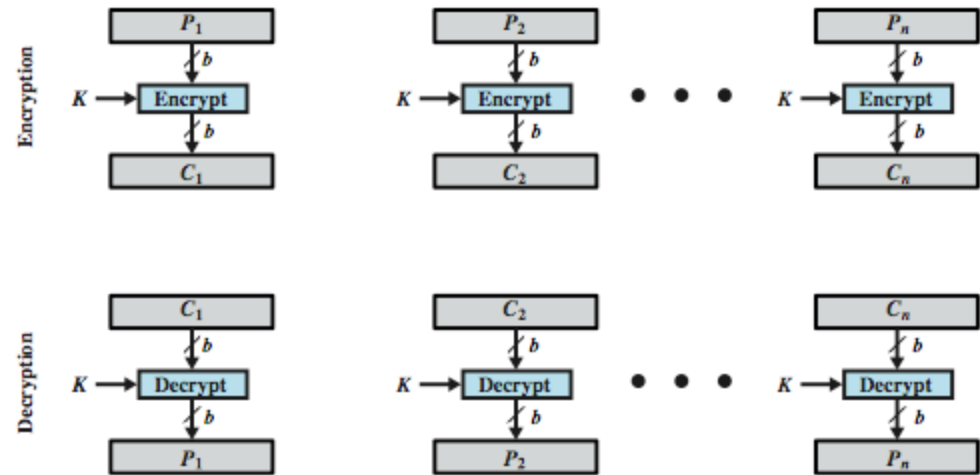 Encryption
P₁ P₂ Pₙ
b b b
K Encrypt K Encrypt • • • K Encrypt
b b b
C₁ C₂ Cₙ
Decryption
C₁ C₂ Cₙ
b b b
K Decrypt K Decrypt • • • K Decrypt
b b b
P₁ P₂ Pₙ